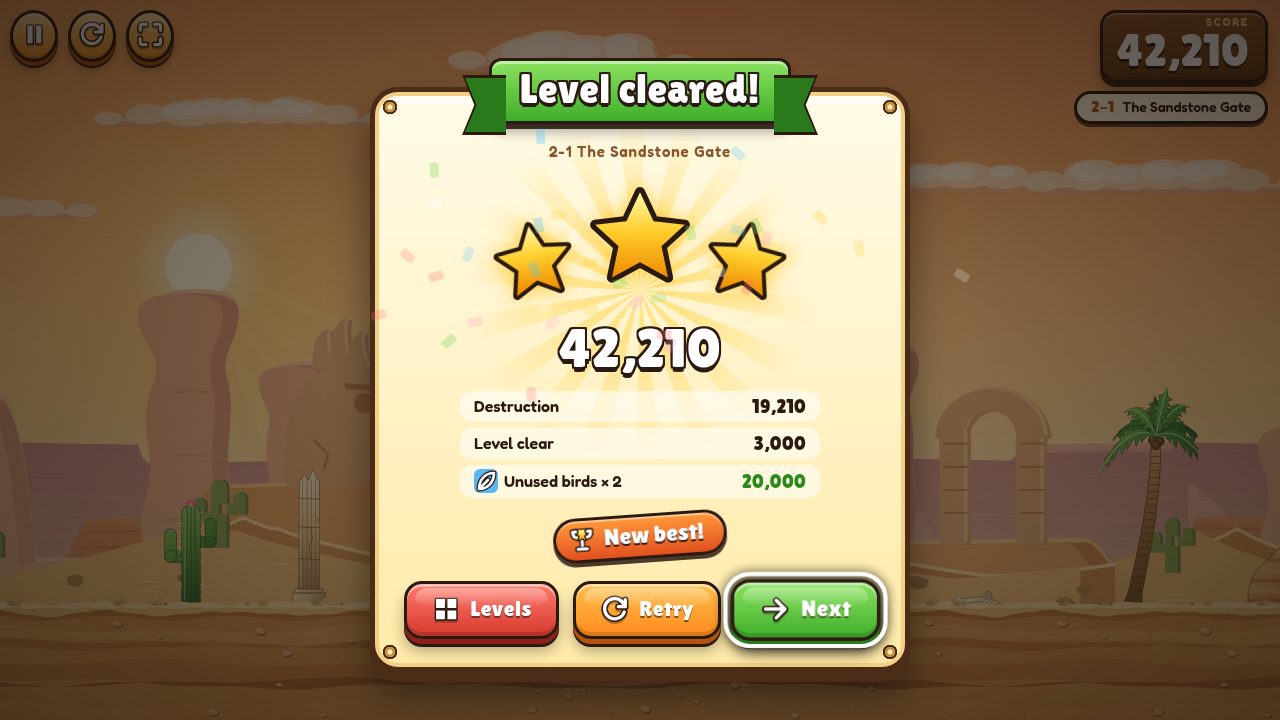 SCORE
42,210
2-1 The Sandstone Gate
Level cleared!
2-1 The Sandstone Gate
42,210
Destruction 19,210
Level clear 3,000
Unused birds × 2 20,000
New best!
Levels Retry Next